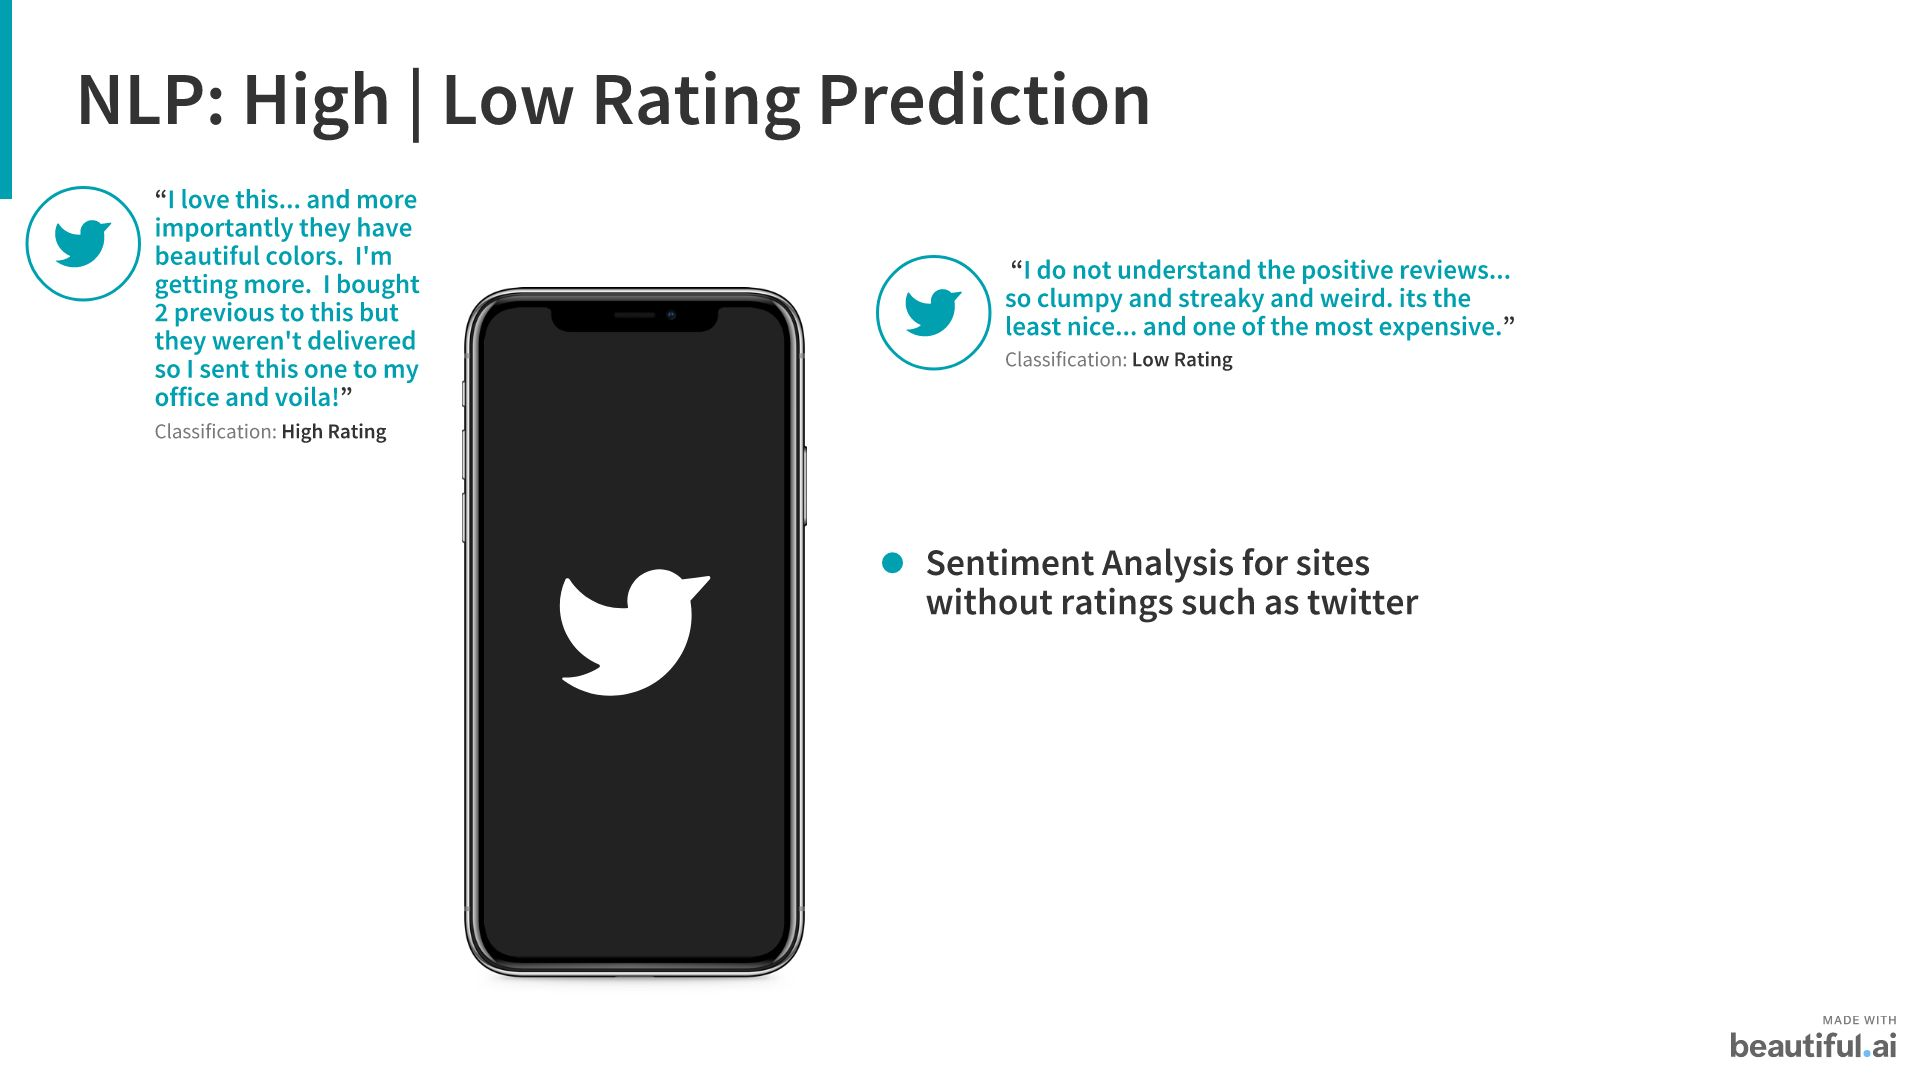 NLP: High | Low Rating Prediction
“I love this... and more
importantly they have
beautiful colors.  I'm
getting more.  I bought
2 previous to this but
they weren't delivered
so I sent this one to my
office and voila!”
Classification: High Rating
“I do not understand the positive reviews...
so clumpy and streaky and weird. its the
least nice... and one of the most expensive.”
Classification: Low Rating
Sentiment Analysis for sites
without ratings such as twitter
MADE WITH
beautiful.ai